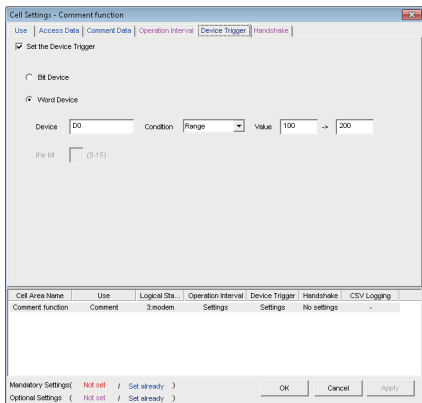 Cell Settings - Comment function
Use Access Data Comment Data Operation Interval Device Trigger Handshake
Set the Device Trigger
Bit Device
Word Device
Device D0 Condition Range Value 100 -> 200
the bit (0-15)
Cell Area Name Use Logical Sta... Operation Interval Device Trigger Handshake CSV Logging
Comment function Comment 3:modem Settings Settings No settings -
Mandatory Settings( Not set / Set already )
Optional Settings ( Not set / Set already )
OK Cancel Apply